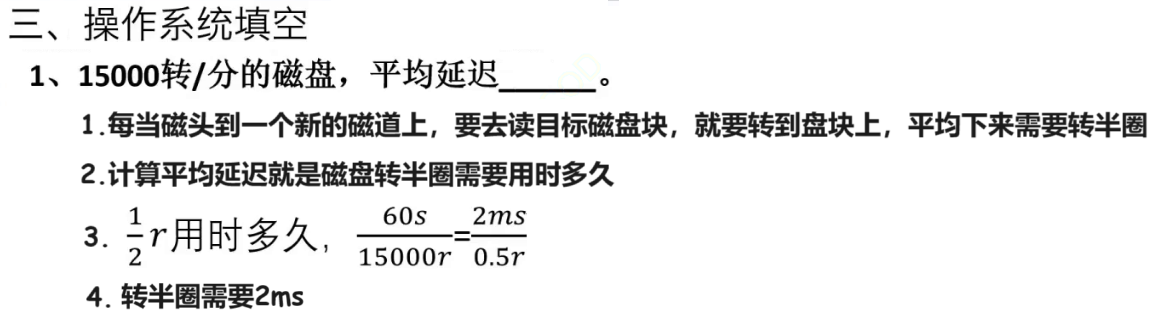 三、操作系统填空
1、15000转/分的磁盘，平均延迟______。
1.每当磁头到一个新的磁道上，要去读目标磁盘块，就要转到盘块上，平均下来需要转半圈
2.计算平均延迟就是磁盘转半圈需要用时多久
3. 1/2 r用时多久，60s/15000r=2ms/0.5r
4. 转半圈需要2ms